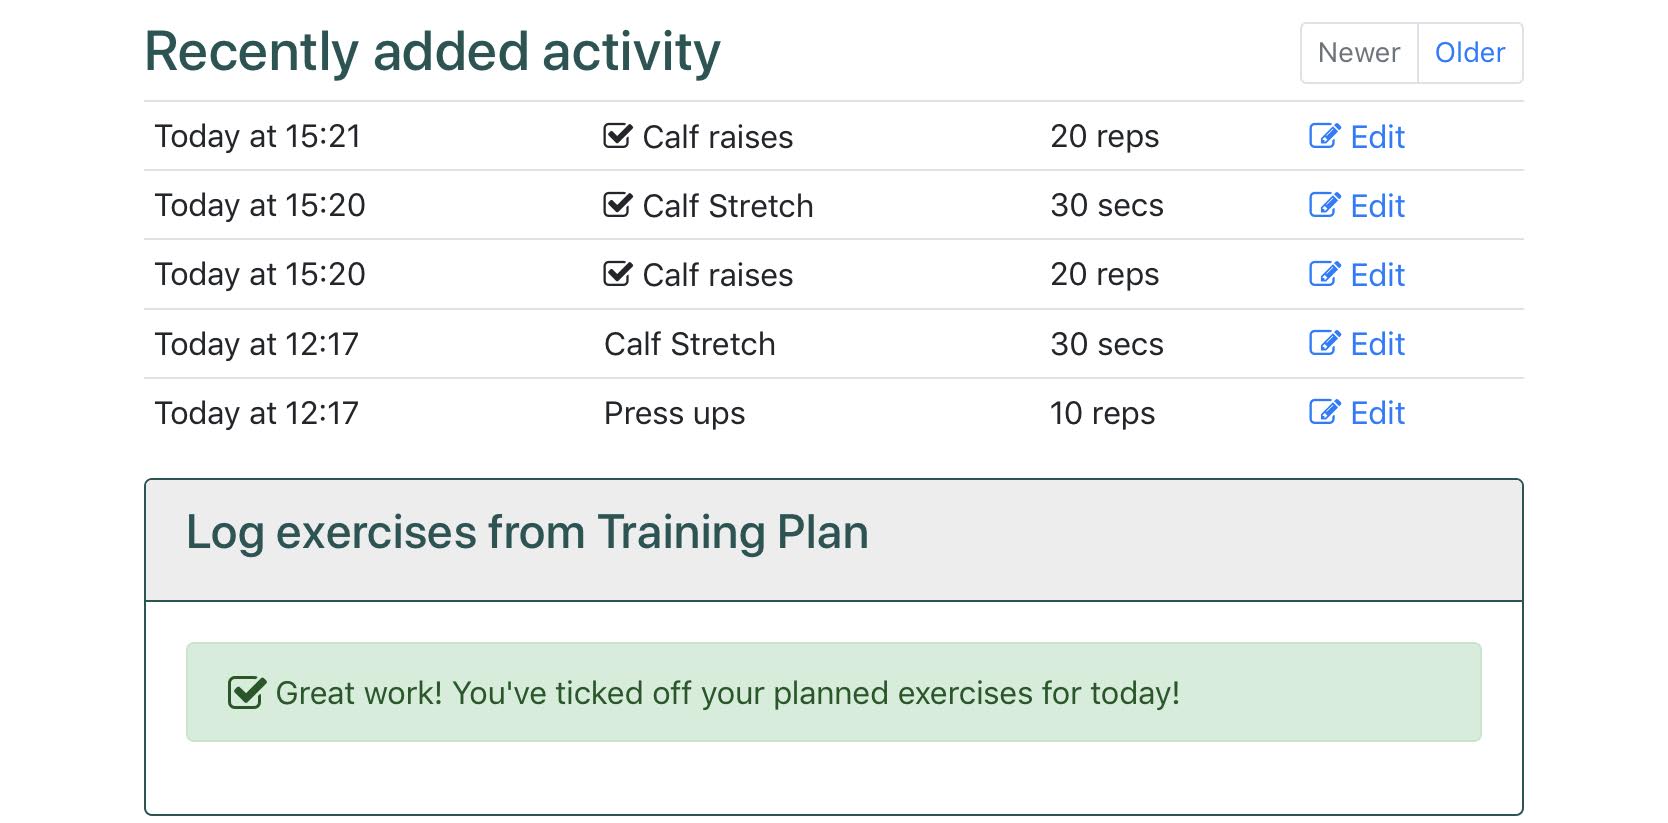 Recently added activity Newer Older
Today at 15:21 Calf raises 20 reps Edit
Today at 15:20 Calf Stretch 30 secs Edit
Today at 15:20 Calf raises 20 reps Edit
Today at 12:17 Calf Stretch 30 secs Edit
Today at 12:17 Press ups 10 reps Edit
Log exercises from Training Plan
Great work! You've ticked off your planned exercises for today!